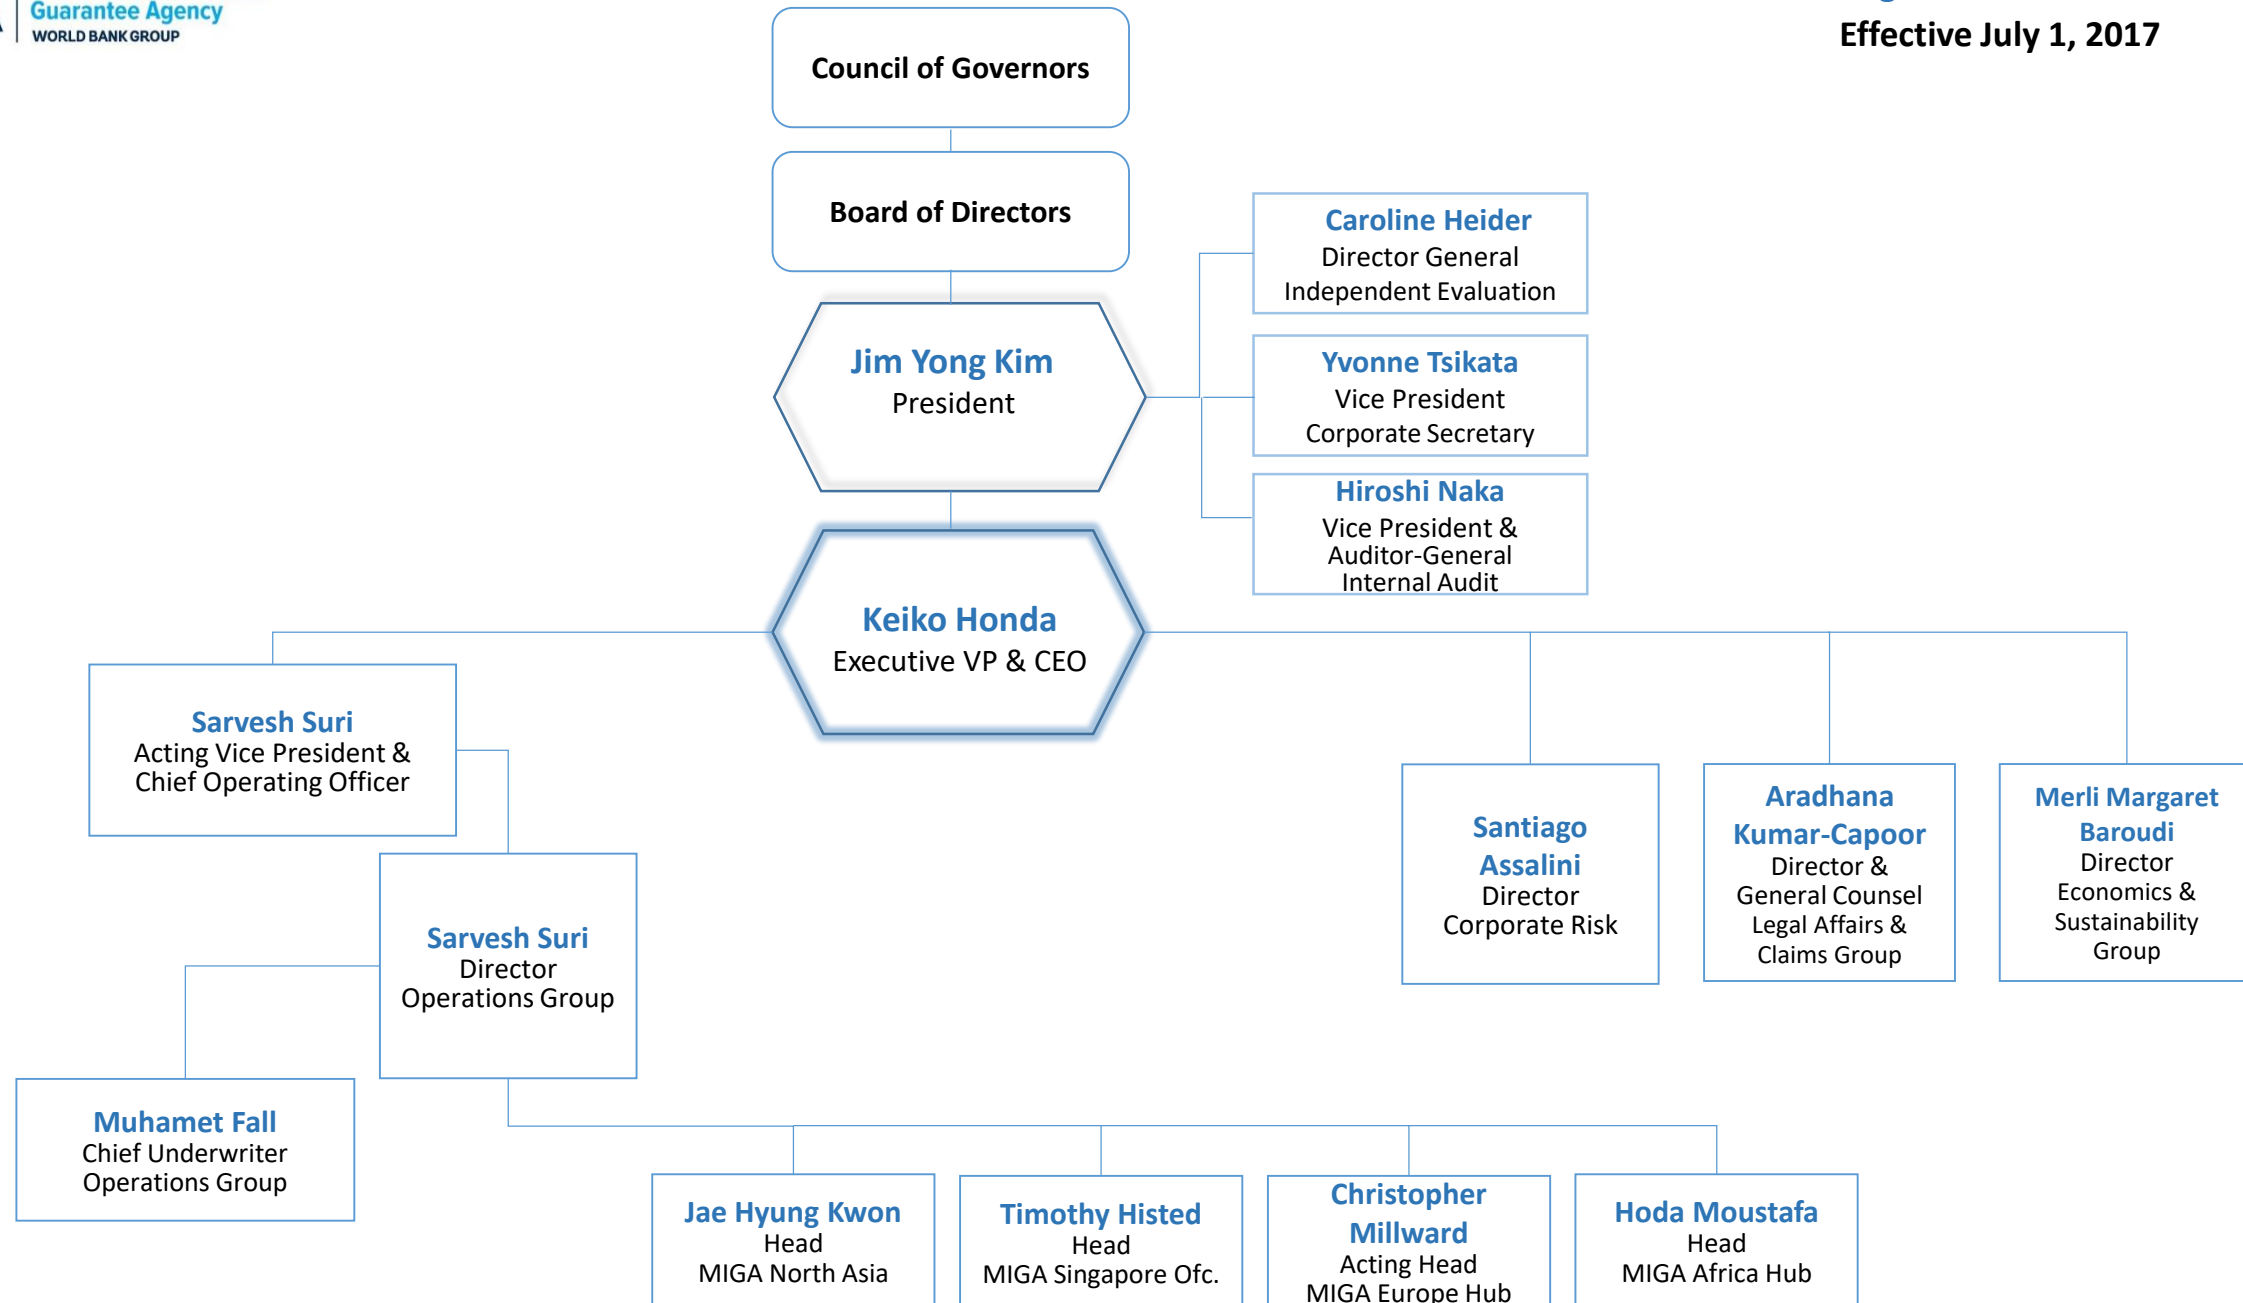 Guarantee Agency
WORLD BANK GROUP
Effective July 1, 2017
Council of Governors
Board of Directors
Caroline Heider
Director General
Independent Evaluation
Jim Yong Kim
President
Yvonne Tsikata
Vice President
Corporate Secretary
Hiroshi Naka
Vice President &
Auditor-General
Internal Audit
Keiko Honda
Executive VP & CEO
Sarvesh Suri
Acting Vice President &
Chief Operating Officer
Santiago
Assalini
Director
Corporate Risk
Aradhana
Kumar-Capoor
Director &
General Counsel
Legal Affairs &
Claims Group
Merli Margaret
Baroudi
Director
Economics &
Sustainability
Group
Sarvesh Suri
Director
Operations Group
Muhamet Fall
Chief Underwriter
Operations Group
Jae Hyung Kwon
Head
MIGA North Asia
Timothy Histed
Head
MIGA Singapore Ofc.
Christopher
Millward
Acting Head
MIGA Europe Hub
Hoda Moustafa
Head
MIGA Africa Hub